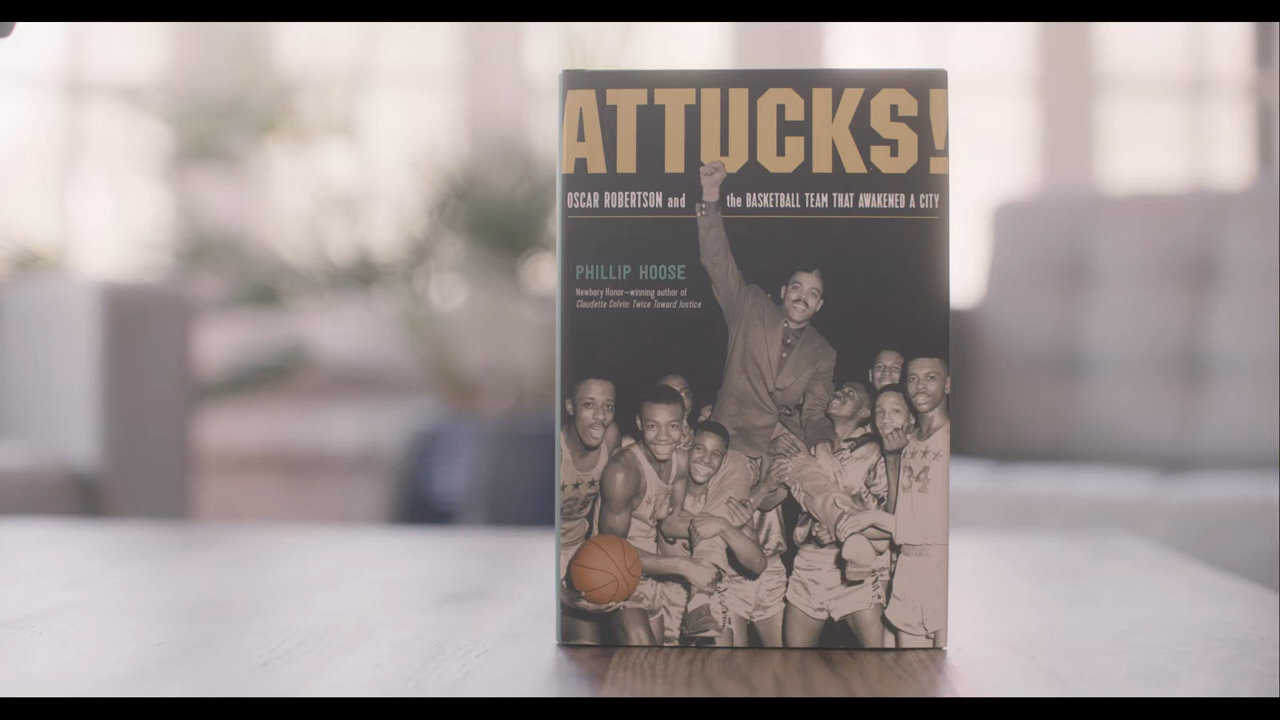 ATTUCKS!
OSCAR ROBERTSON and the BASKETBALL TEAM THAT AWAKENED A CITY
PHILLIP HOOSE
Newbery Honor–winning author of
Claudette Colvin: Twice Toward Justice
34